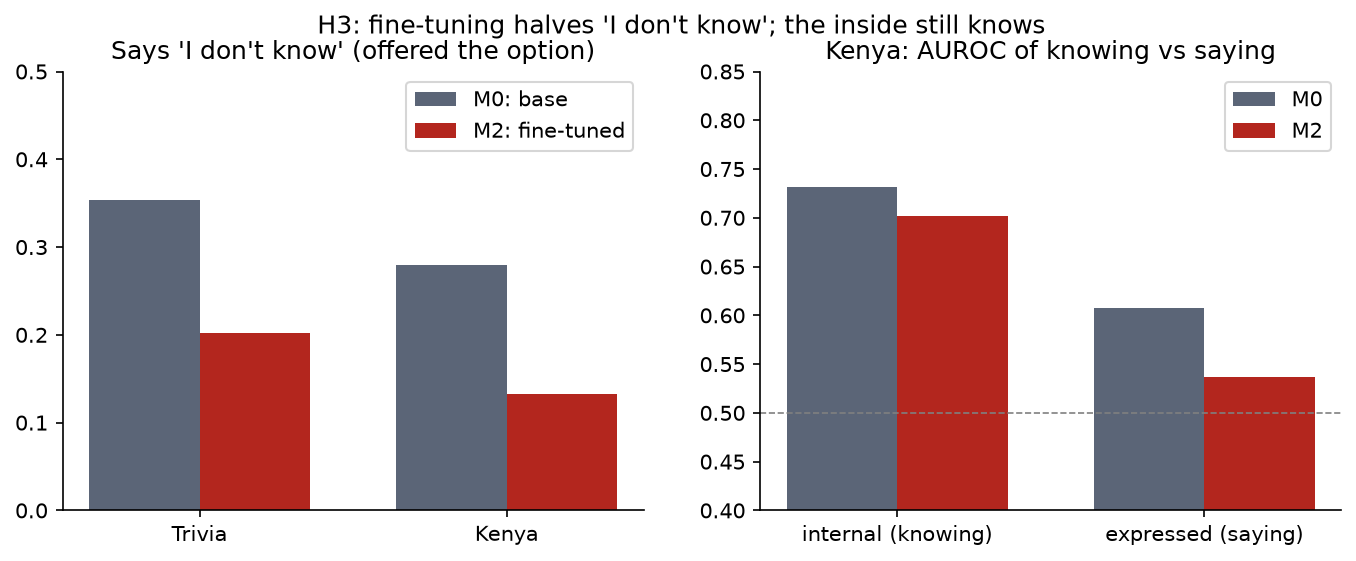 H3: fine-tuning halves 'I don't know'; the inside still knows
Says 'I don't know' (offered the option)
0.5
0.4
0.3
0.2
0.1
0.0
M0: base
M2: fine-tuned
Trivia
Kenya
Kenya: AUROC of knowing vs saying
0.85
0.80
0.75
0.70
0.65
0.60
0.55
0.50
0.45
0.40
M0
M2
internal (knowing)
expressed (saying)